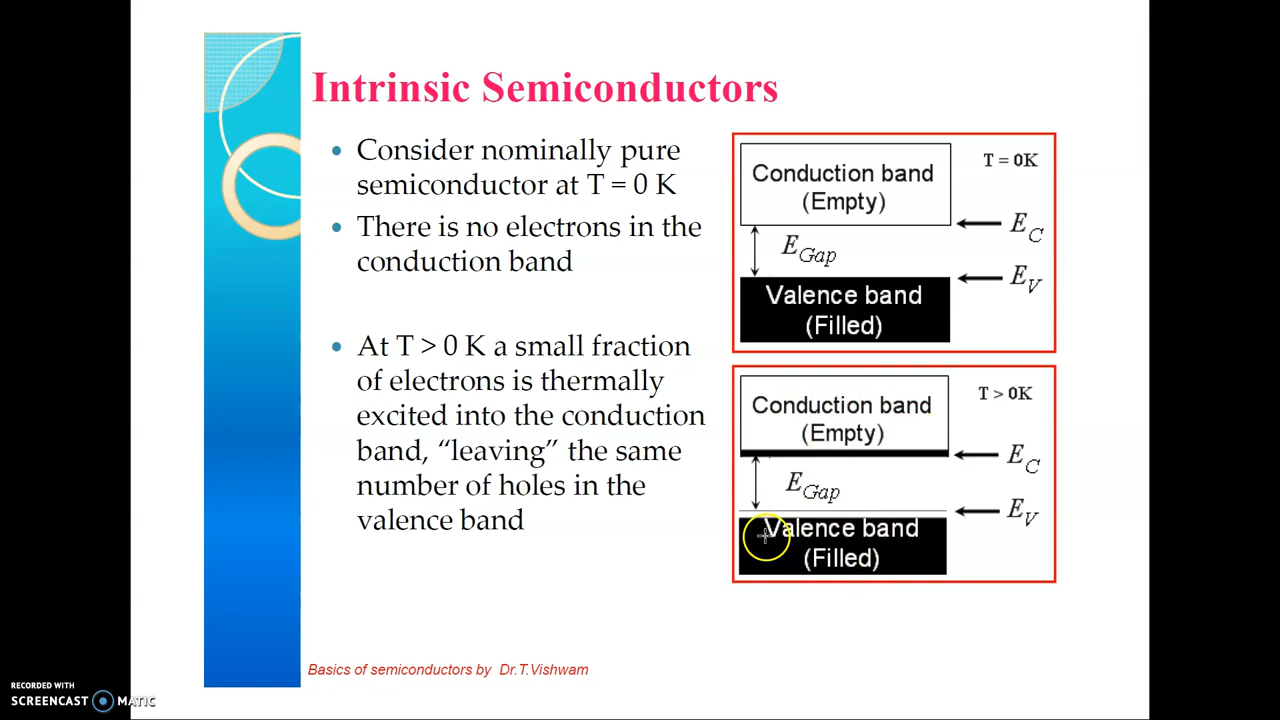 Intrinsic Semiconductors
• Consider nominally pure
semiconductor at T = 0 K
• There is no electrons in the
conduction band
• At T > 0 K a small fraction
of electrons is thermally
excited into the conduction
band, “leaving” the same
number of holes in the
valence band
Conduction band
(Empty)
T = 0K
E_C
E_Gap
E_V
Valence band
(Filled)
Conduction band
(Empty)
T > 0K
E_C
E_Gap
E_V
Valence band
(Filled)
Basics of semiconductors by Dr.T.Vishwam
RECORDED WITH
SCREENCAST MATIC